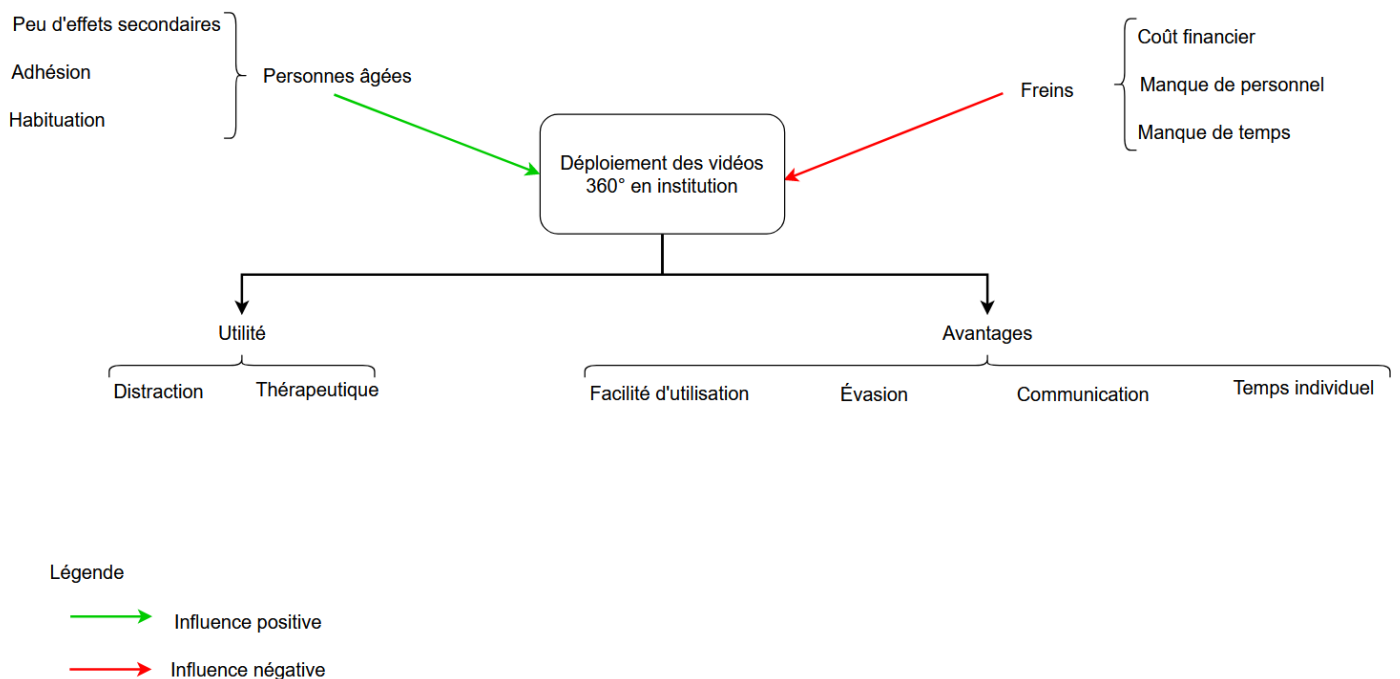 Peu d'effets secondaires
Adhésion
Habituation
Personnes âgées
Freins
Coût financier
Manque de personnel
Manque de temps
Déploiement des vidéos
360° en institution
Utilité
Distraction
Thérapeutique
Avantages
Facilité d'utilisation
Évasion
Communication
Temps individuel
Légende
Influence positive
Influence négative